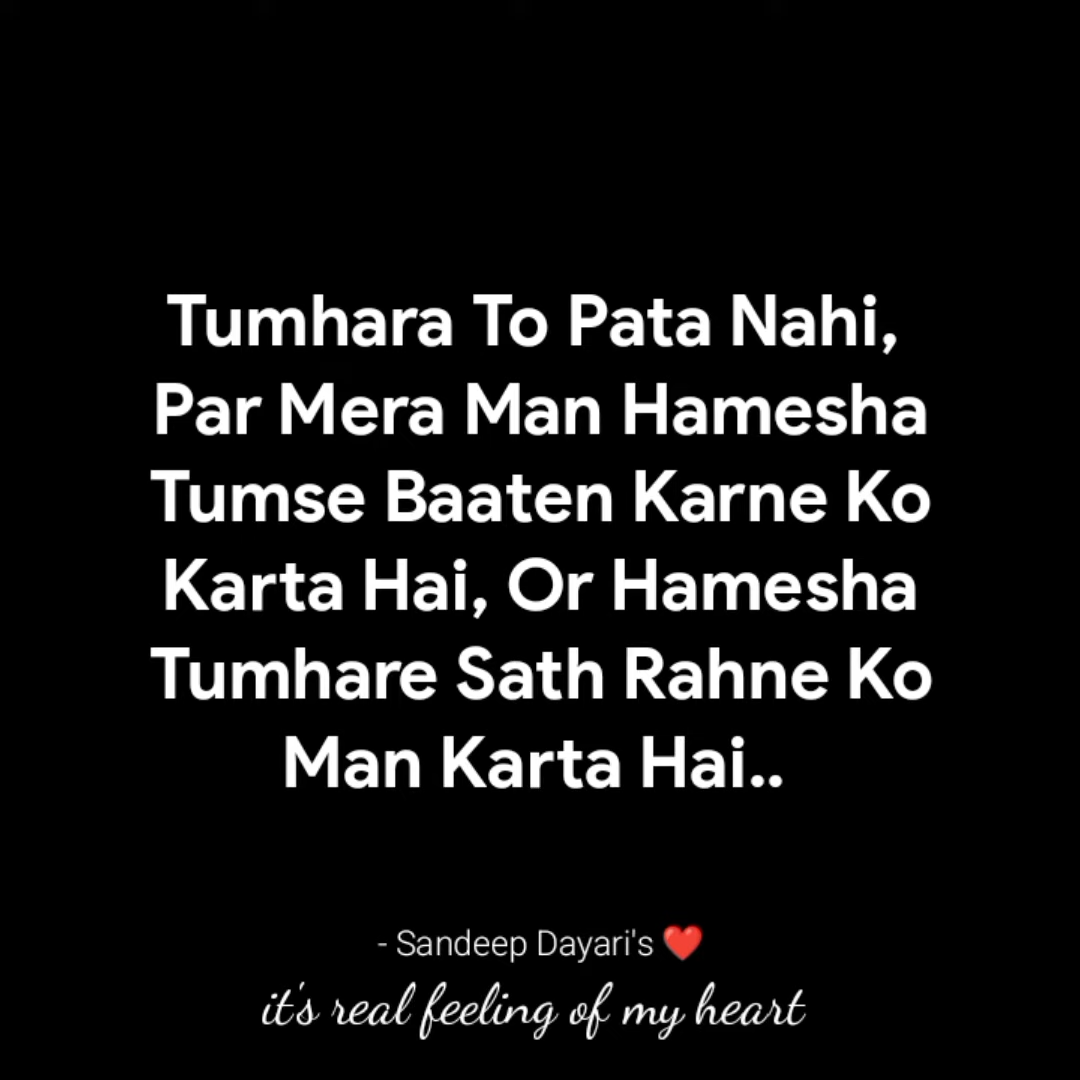 Tumhara To Pata Nahi,
Par Mera Man Hamesha
Tumse Baaten Karne Ko
Karta Hai, Or Hamesha
Tumhare Sath Rahne Ko
Man Karta Hai..
- Sandeep Dayari's ❤️
it's real feeling of my heart